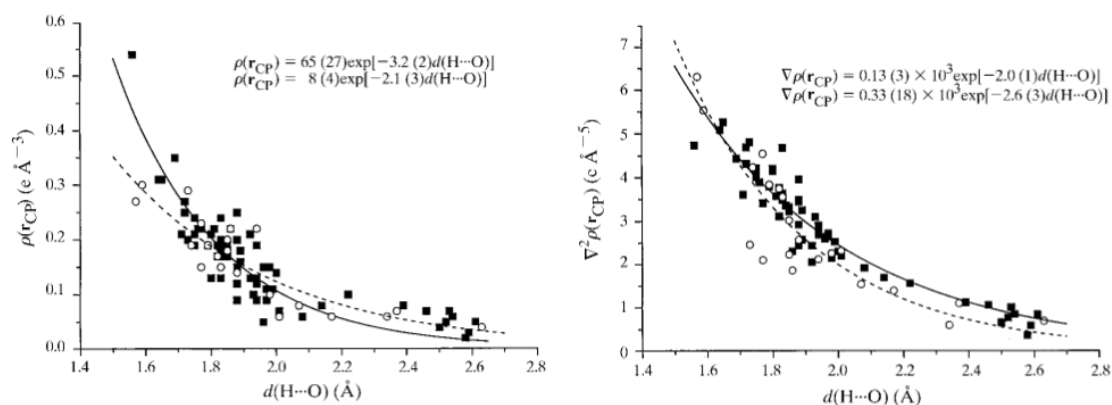 0.6
0.5
0.4
0.3
0.2
0.1
0.0
ρ(r_CP) (e Å⁻³)
ρ(r_CP) = 65 (27)exp[−3.2 (2)d(H···O)]
ρ(r_CP) = 8 (4)exp[−2.1 (3)d(H···O)]
1.4 1.6 1.8 2.0 2.2 2.4 2.6 2.8
d(H···O) (Å)
7
6
5
4
3
2
1
0
∇²ρ(r_CP) (c Å⁻⁵)
∇ρ(r_CP) = 0.13 (3) × 10³exp[−2.0 (1)d(H···O)]
∇ρ(r_CP) = 0.33 (18) × 10³exp[−2.6 (3)d(H···O)]
1.4 1.6 1.8 2.0 2.2 2.4 2.6 2.8
d(H···O) (Å)